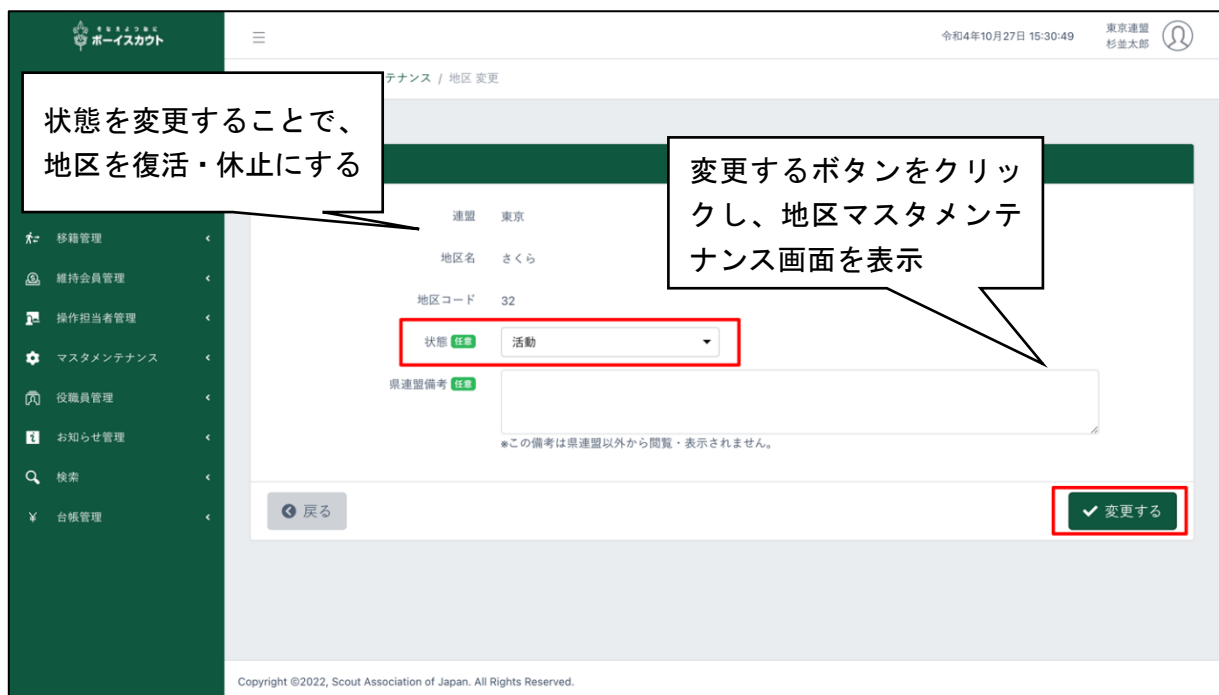 そなえよつねに
ボーイスカウト
令和4年10月27日 15:30:49
東京連盟
杉並太郎
テナンス / 地区 変更
状態を変更することで、
地区を復活・休止にする
変更するボタンをクリッ
クし、地区マスタメンテ
ナンス画面を表示
移籍管理
維持会員管理
操作担当者管理
マスタメンテナンス
役職員管理
お知らせ管理
検索
¥ 台帳管理
連盟 東京
地区名 さくら
地区コード 32
状態 任意 活動
県連盟備考 任意
※この備考は県連盟以外から閲覧・表示されません。
戻る
変更する
Copyright ©2022, Scout Association of Japan. All Rights Reserved.